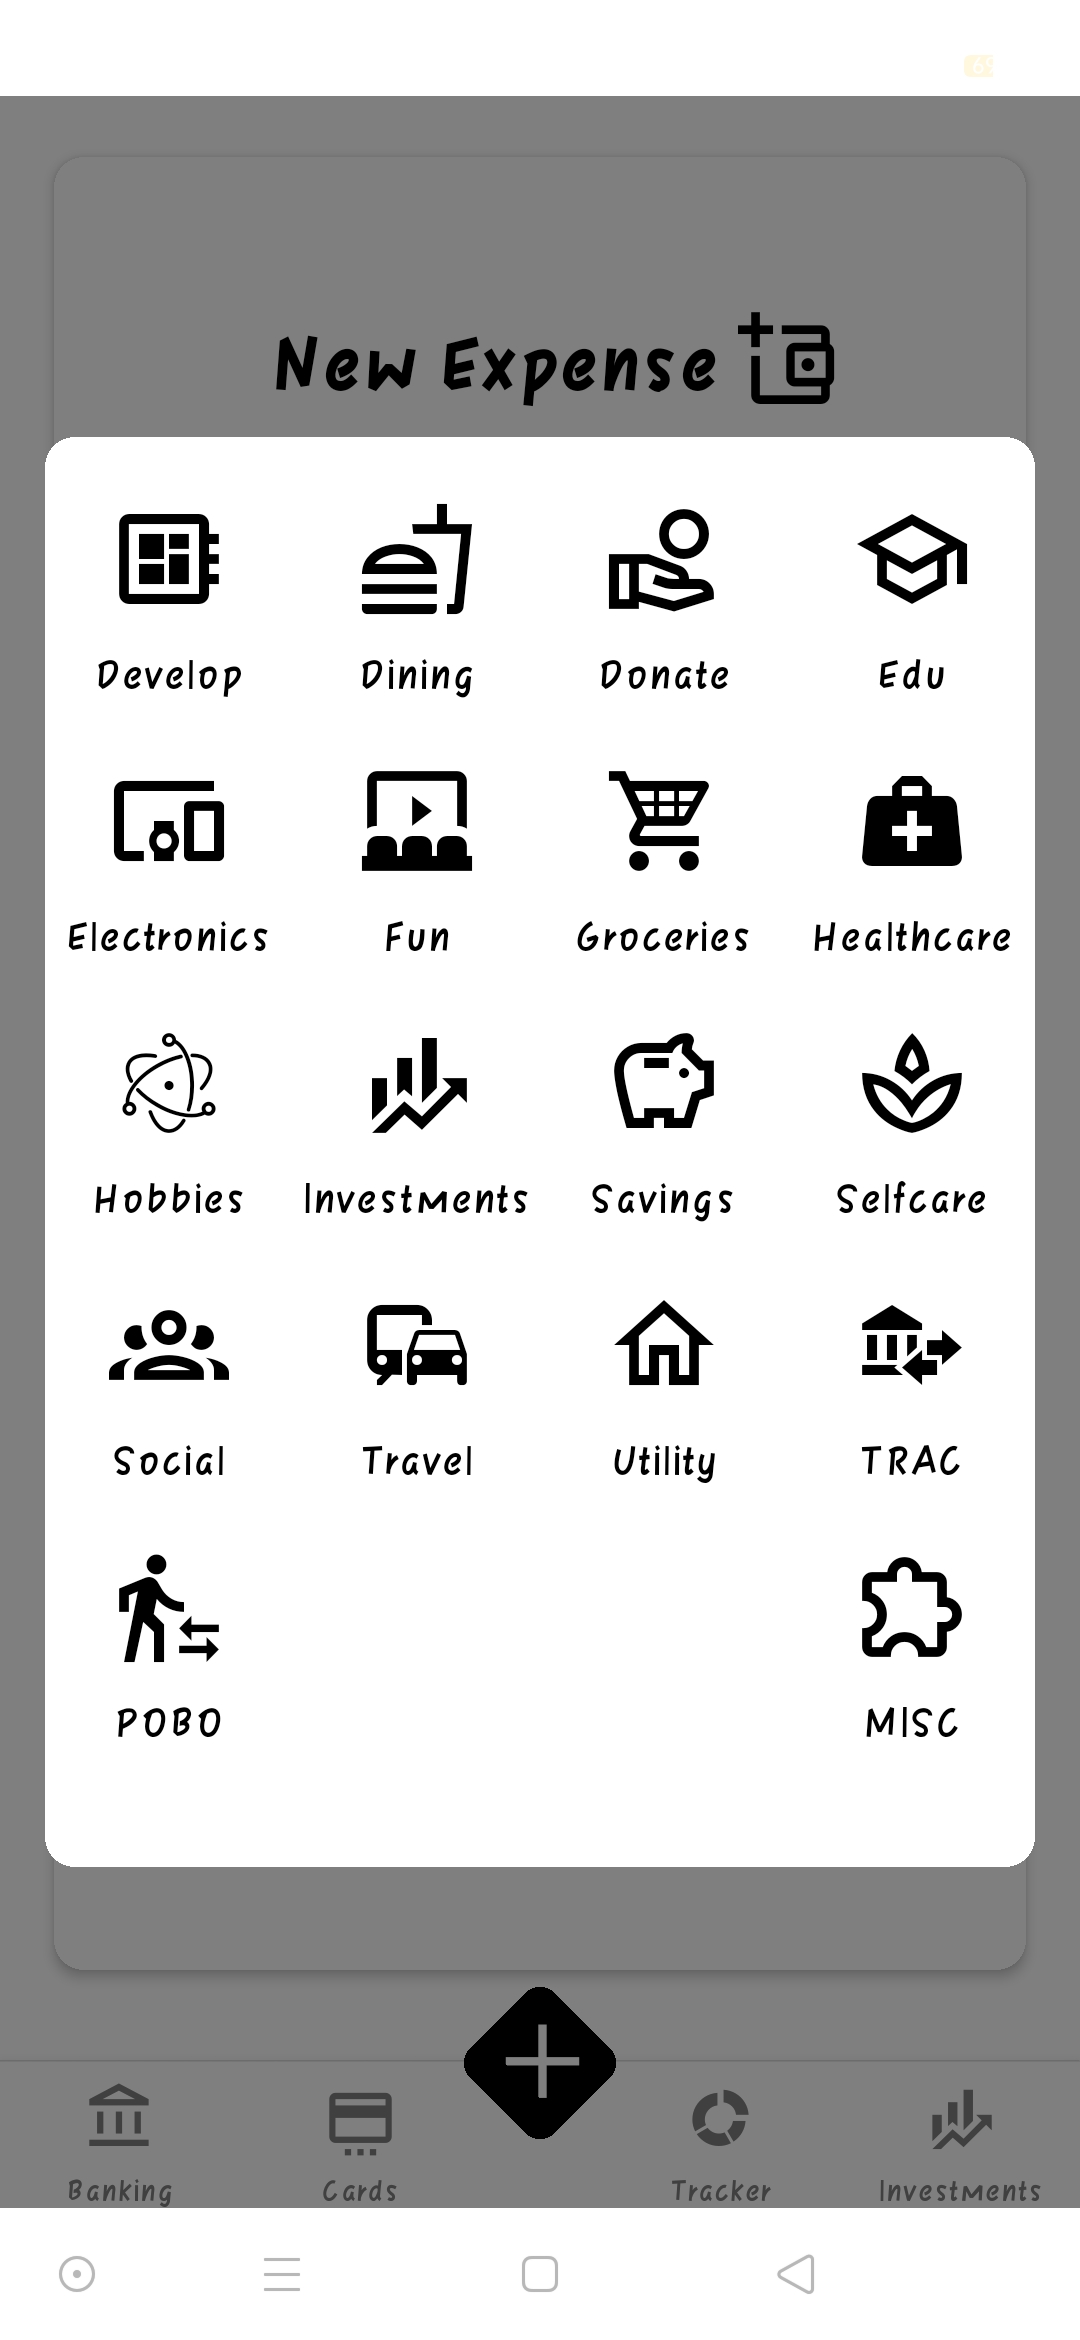 69
New Expense
Develop Dining Donate Edu
Electronics Fun Groceries Healthcare
Hobbies Investments Savings Selfcare
Social Travel Utility TRAC
POBO MISC
Banking Cards Tracker Investments